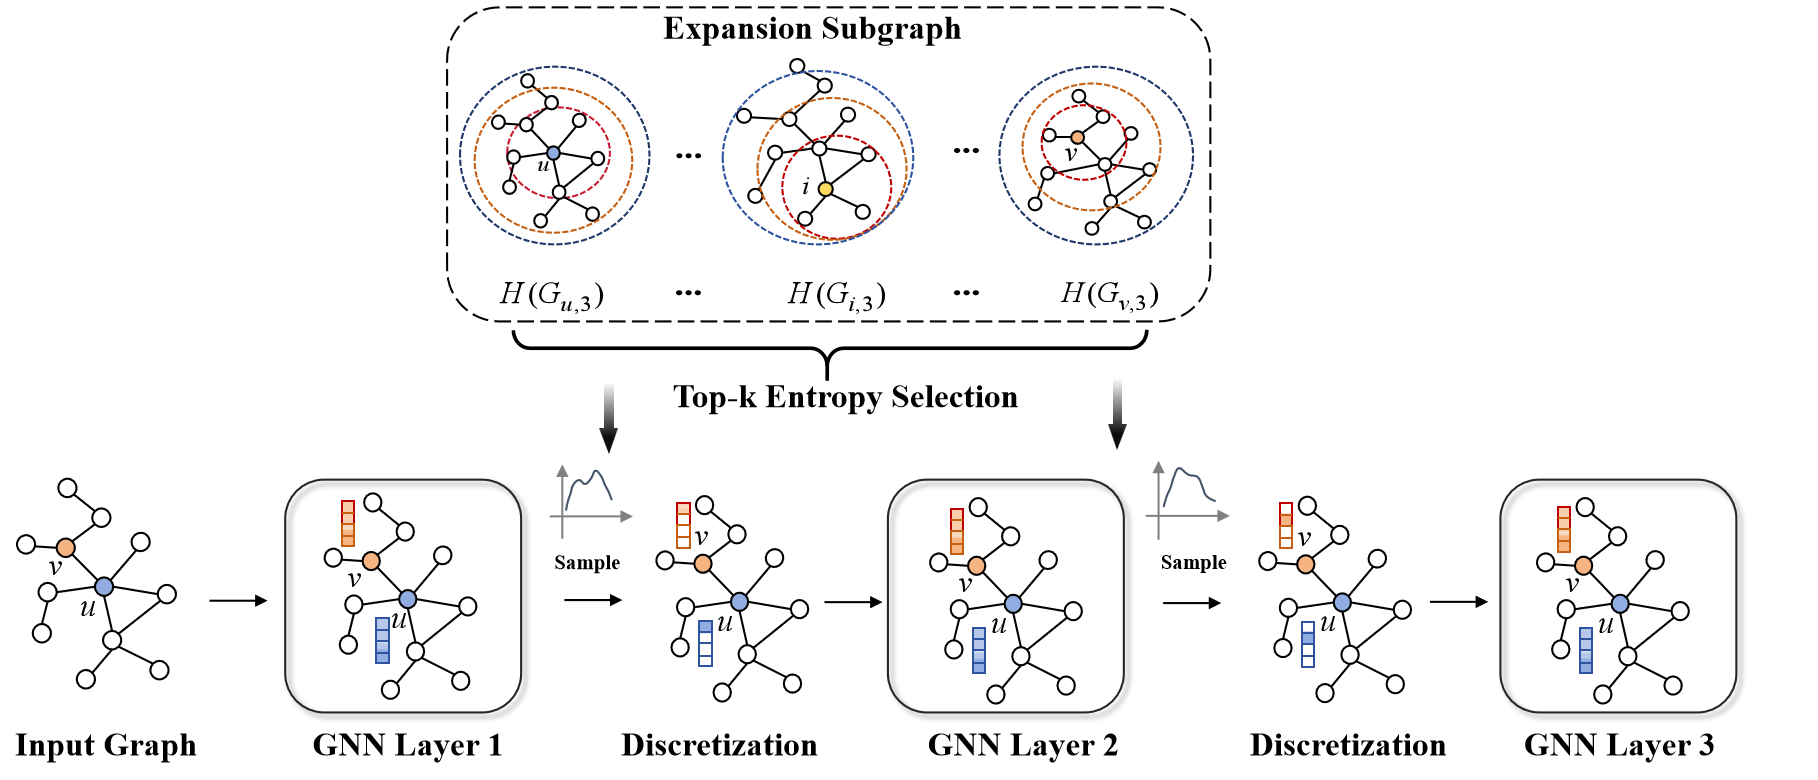 Expansion Subgraph
u
...
i
...
v
H(G_{u,3})
...
H(G_{i,3})
...
H(G_{v,3})
Top-k Entropy Selection
v
u
v
u
Sample
v
u
v
u
Sample
v
u
v
u
Input Graph
GNN Layer 1
Discretization
GNN Layer 2
Discretization
GNN Layer 3